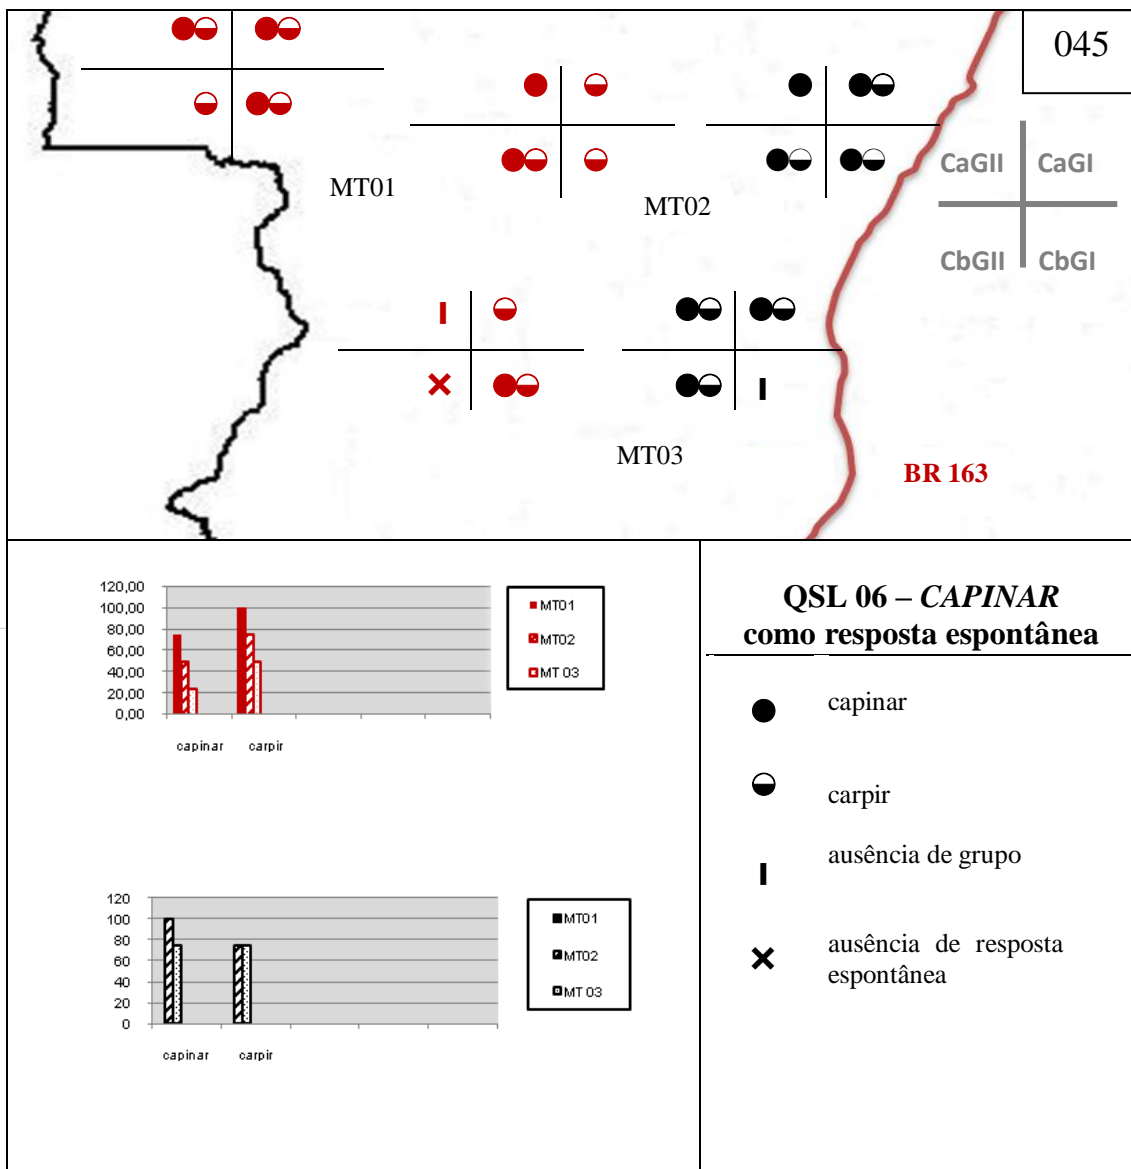 045
CaGII CaGI
CbGII CbGI
MT01
MT02
MT03
BR 163
120,00
100,00
80,00
60,00
40,00
20,00
0,00
capinar carpir
MT01
MT02
MT 03
120
100
80
60
40
20
0
capinar carpir
MT01
MT02
MT 03
QSL 06 – CAPINAR
como resposta espontânea
capinar
carpir
ausência de grupo
ausência de resposta
espontânea